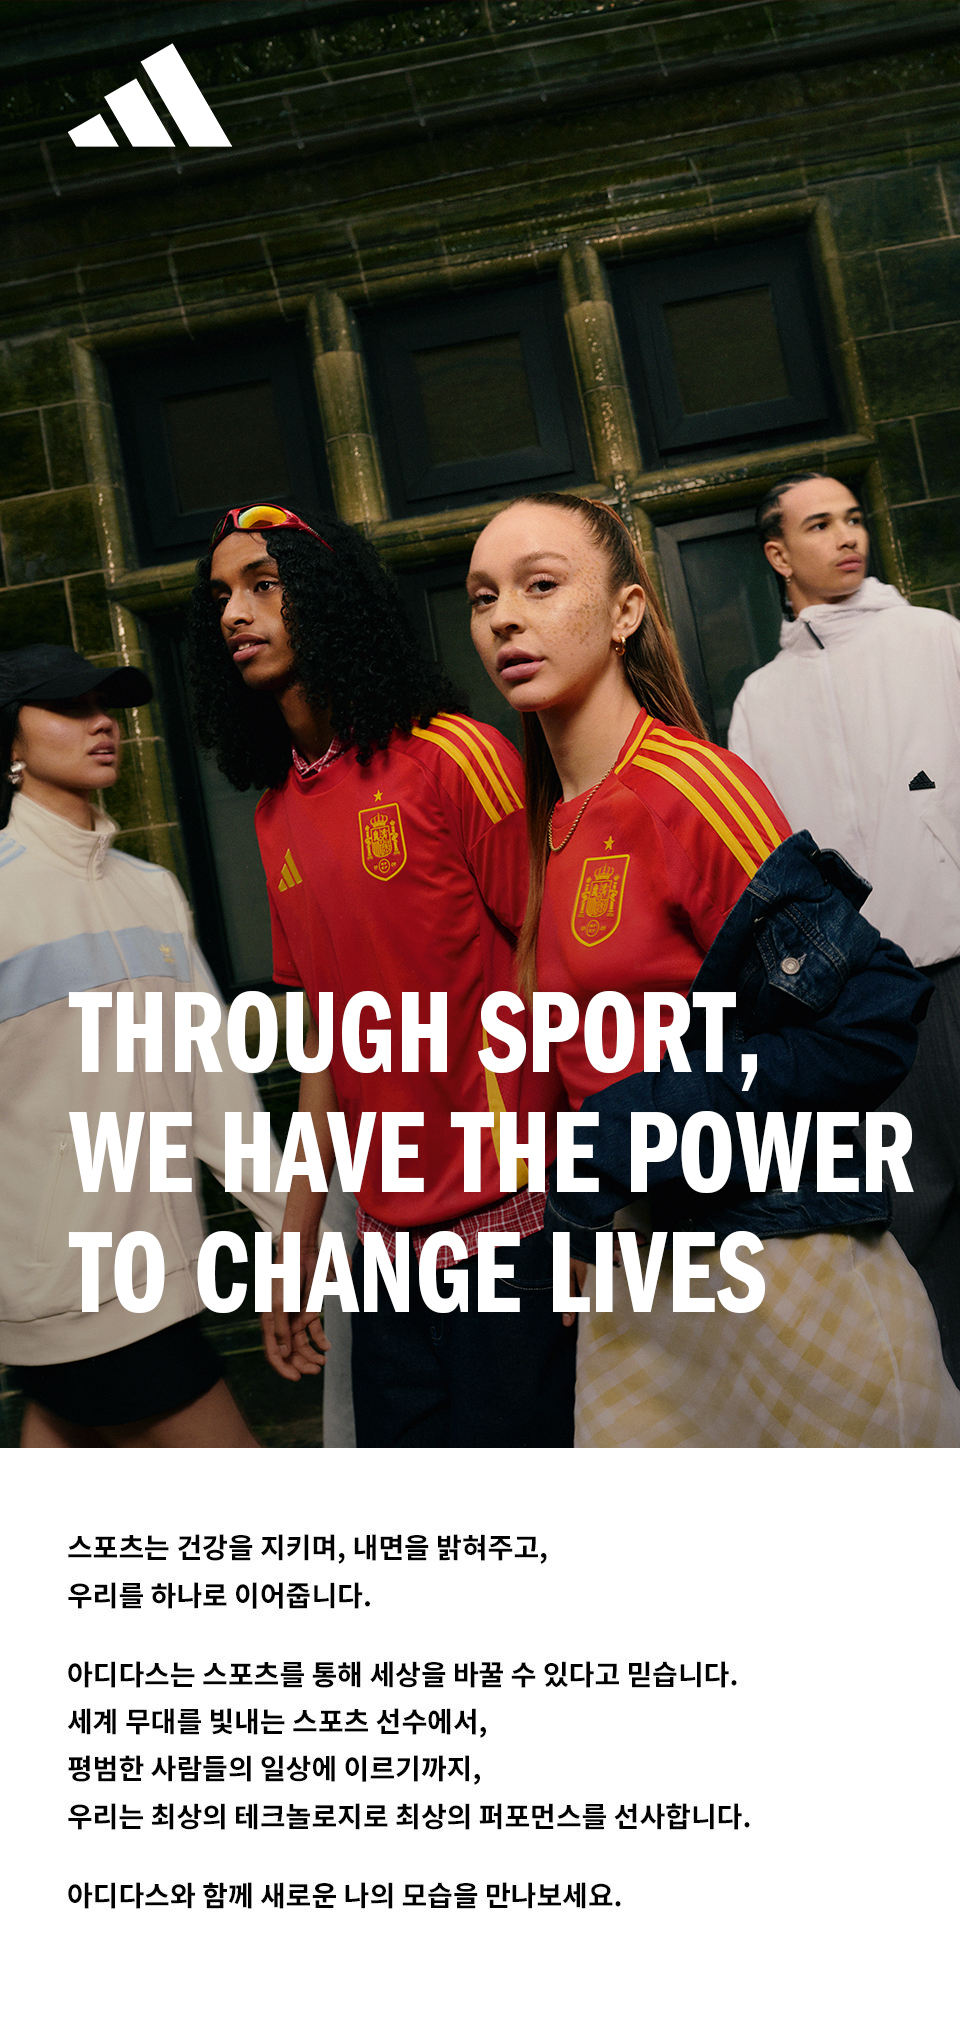 THROUGH SPORT,
WE HAVE THE POWER
TO CHANGE LIVES
스포츠는 건강을 지키며, 내면을 밝혀주고,
우리를 하나로 이어줍니다.
아디다스는 스포츠를 통해 세상을 바꿀 수 있다고 믿습니다.
세계 무대를 빛내는 스포츠 선수에서,
평범한 사람들의 일상에 이르기까지,
우리는 최상의 테크놀로지로 최상의 퍼포먼스를 선사합니다.
아디다스와 함께 새로운 나의 모습을 만나보세요.